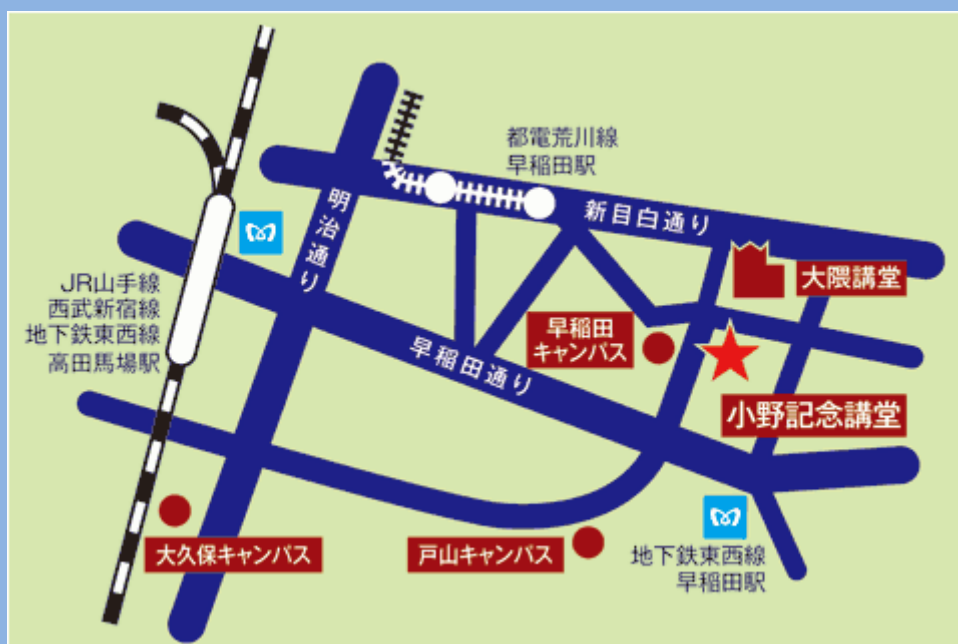 都電荒川線
早稲田駅
新目白通り
明治通り
大隈講堂
JR山手線
西武新宿線
地下鉄東西線
高田馬場駅
早稲田
キャンパス
早稲田通り
小野記念講堂
大久保キャンパス
戸山キャンパス
地下鉄東西線
早稲田駅